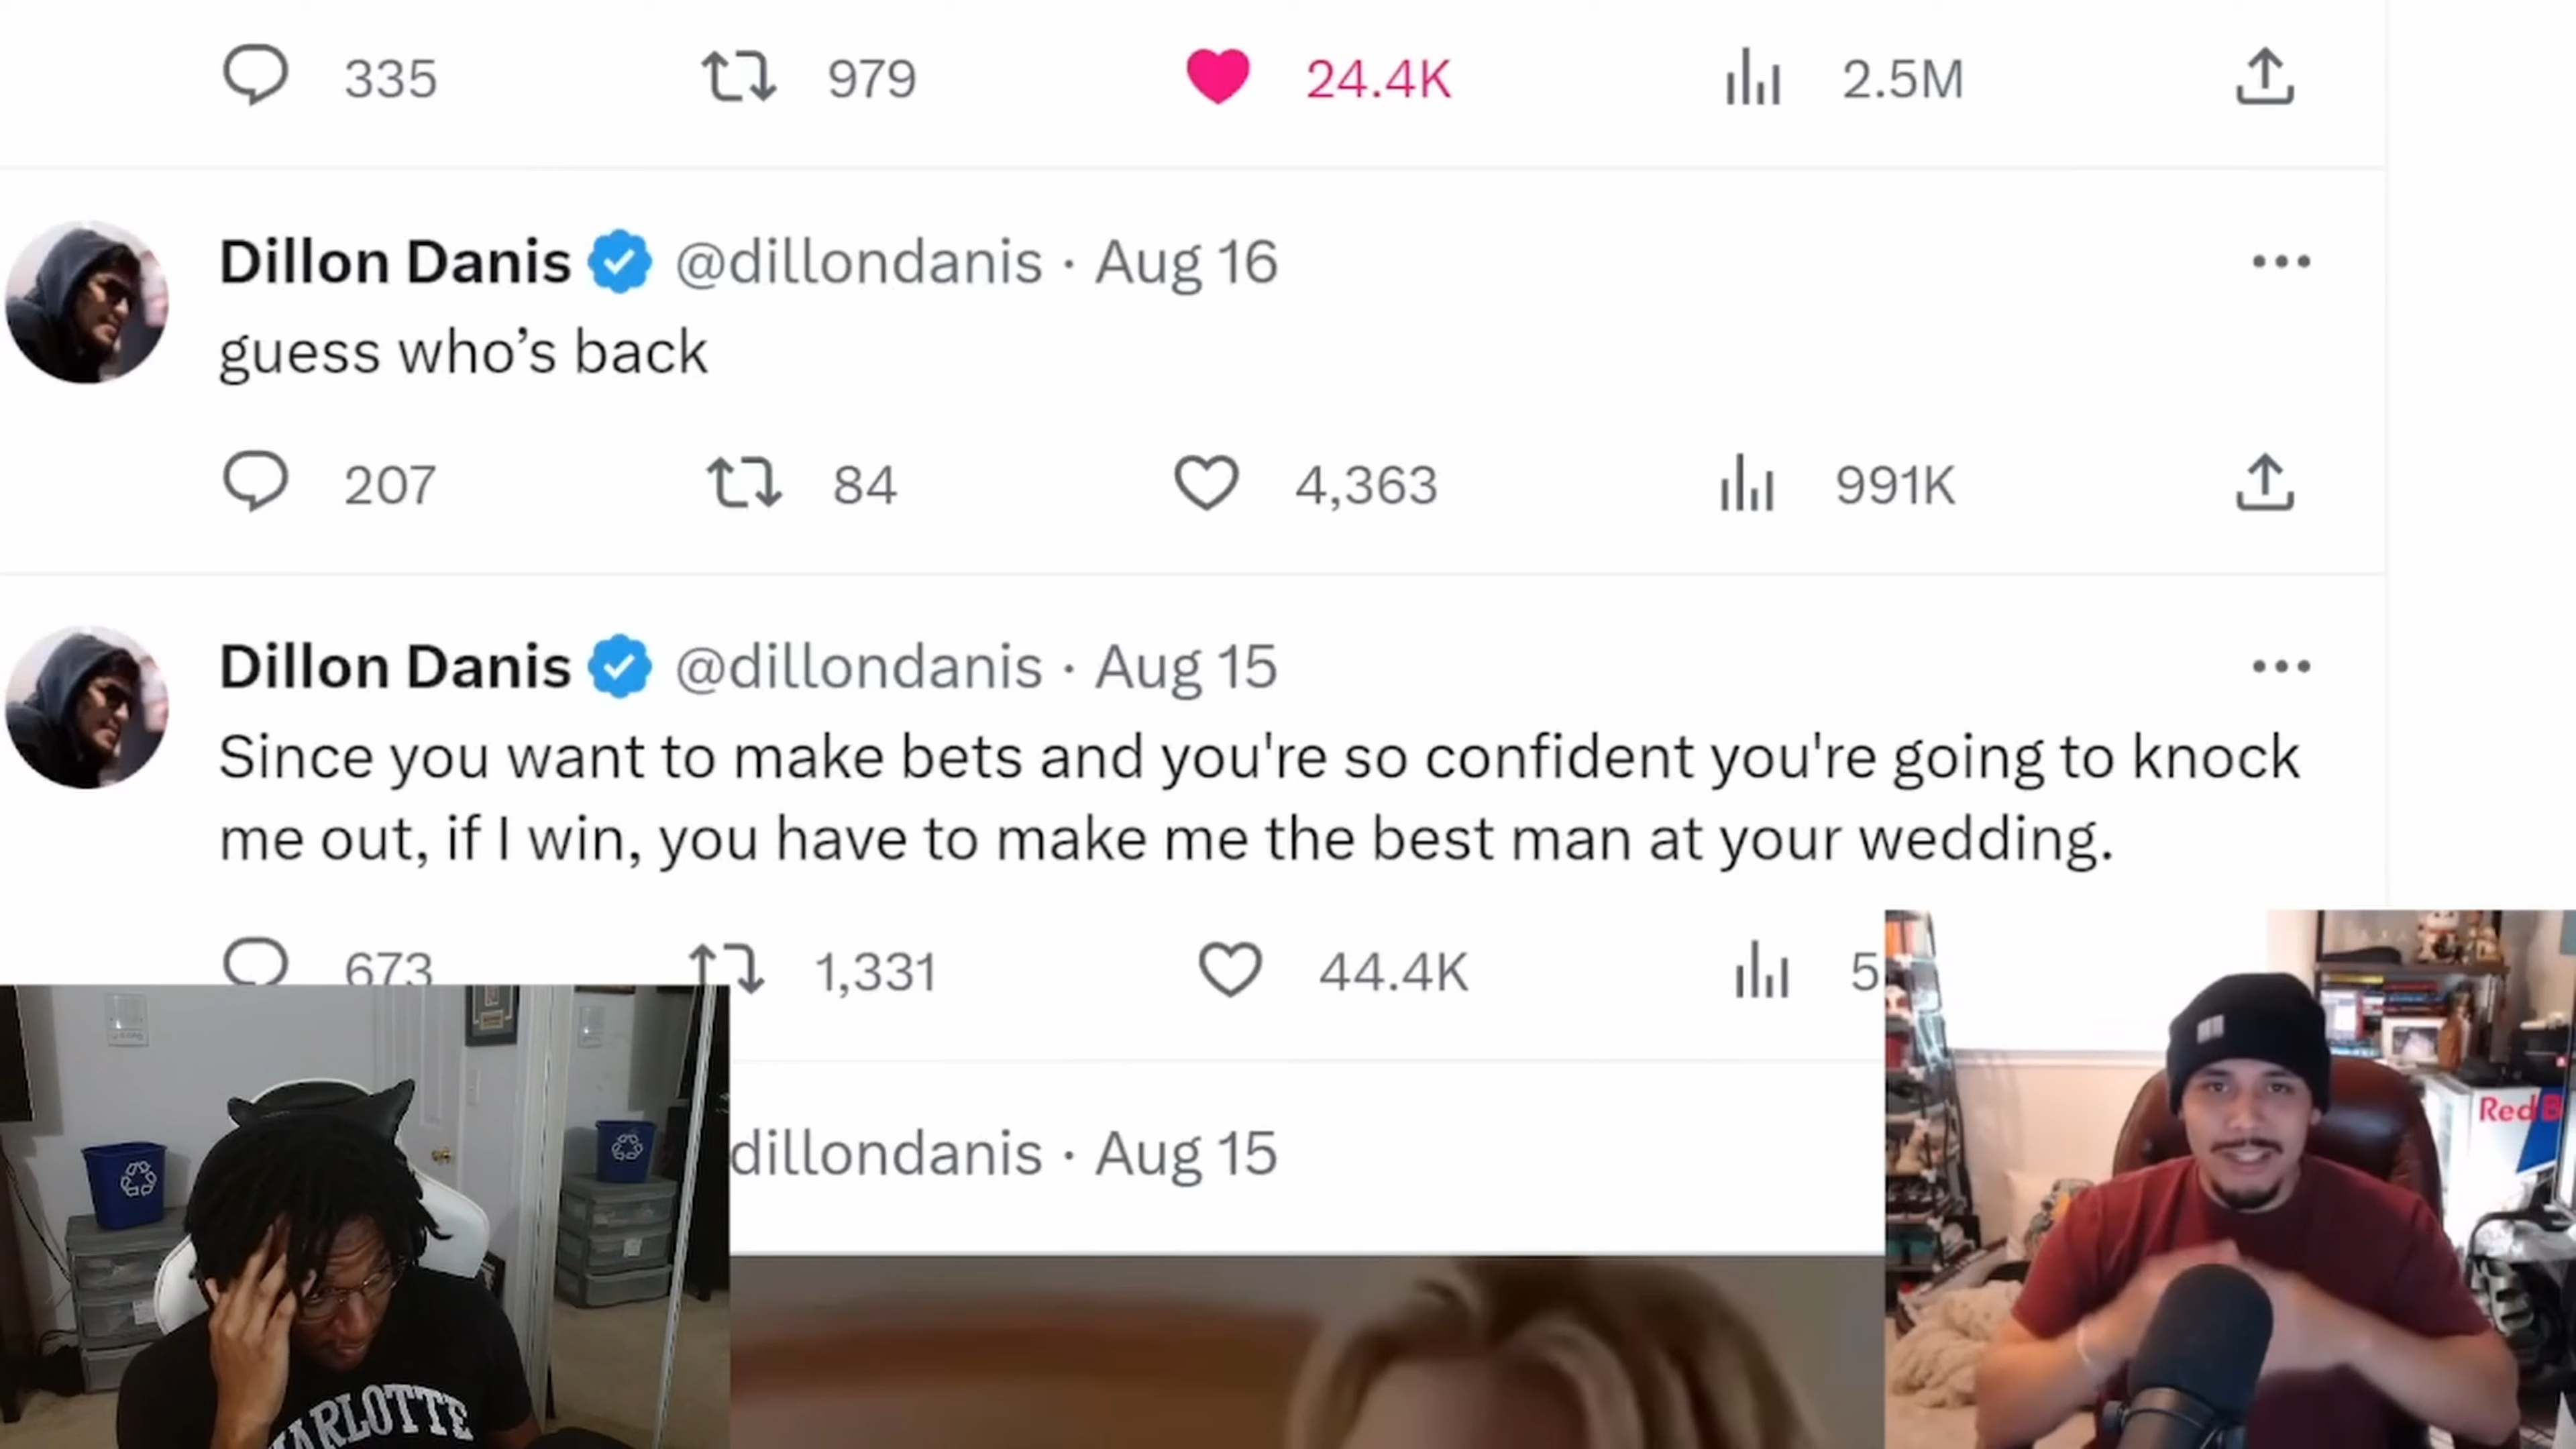 335 979 24.4K 2.5M
Dillon Danis @dillondanis · Aug 16
guess who’s back
207 84 4,363 991K
Dillon Danis @dillondanis · Aug 15
Since you want to make bets and you're so confident you're going to knock
me out, if I win, you have to make me the best man at your wedding.
673 1,331 44.4K 5
dillondanis · Aug 15
Red B
HARLOTTE